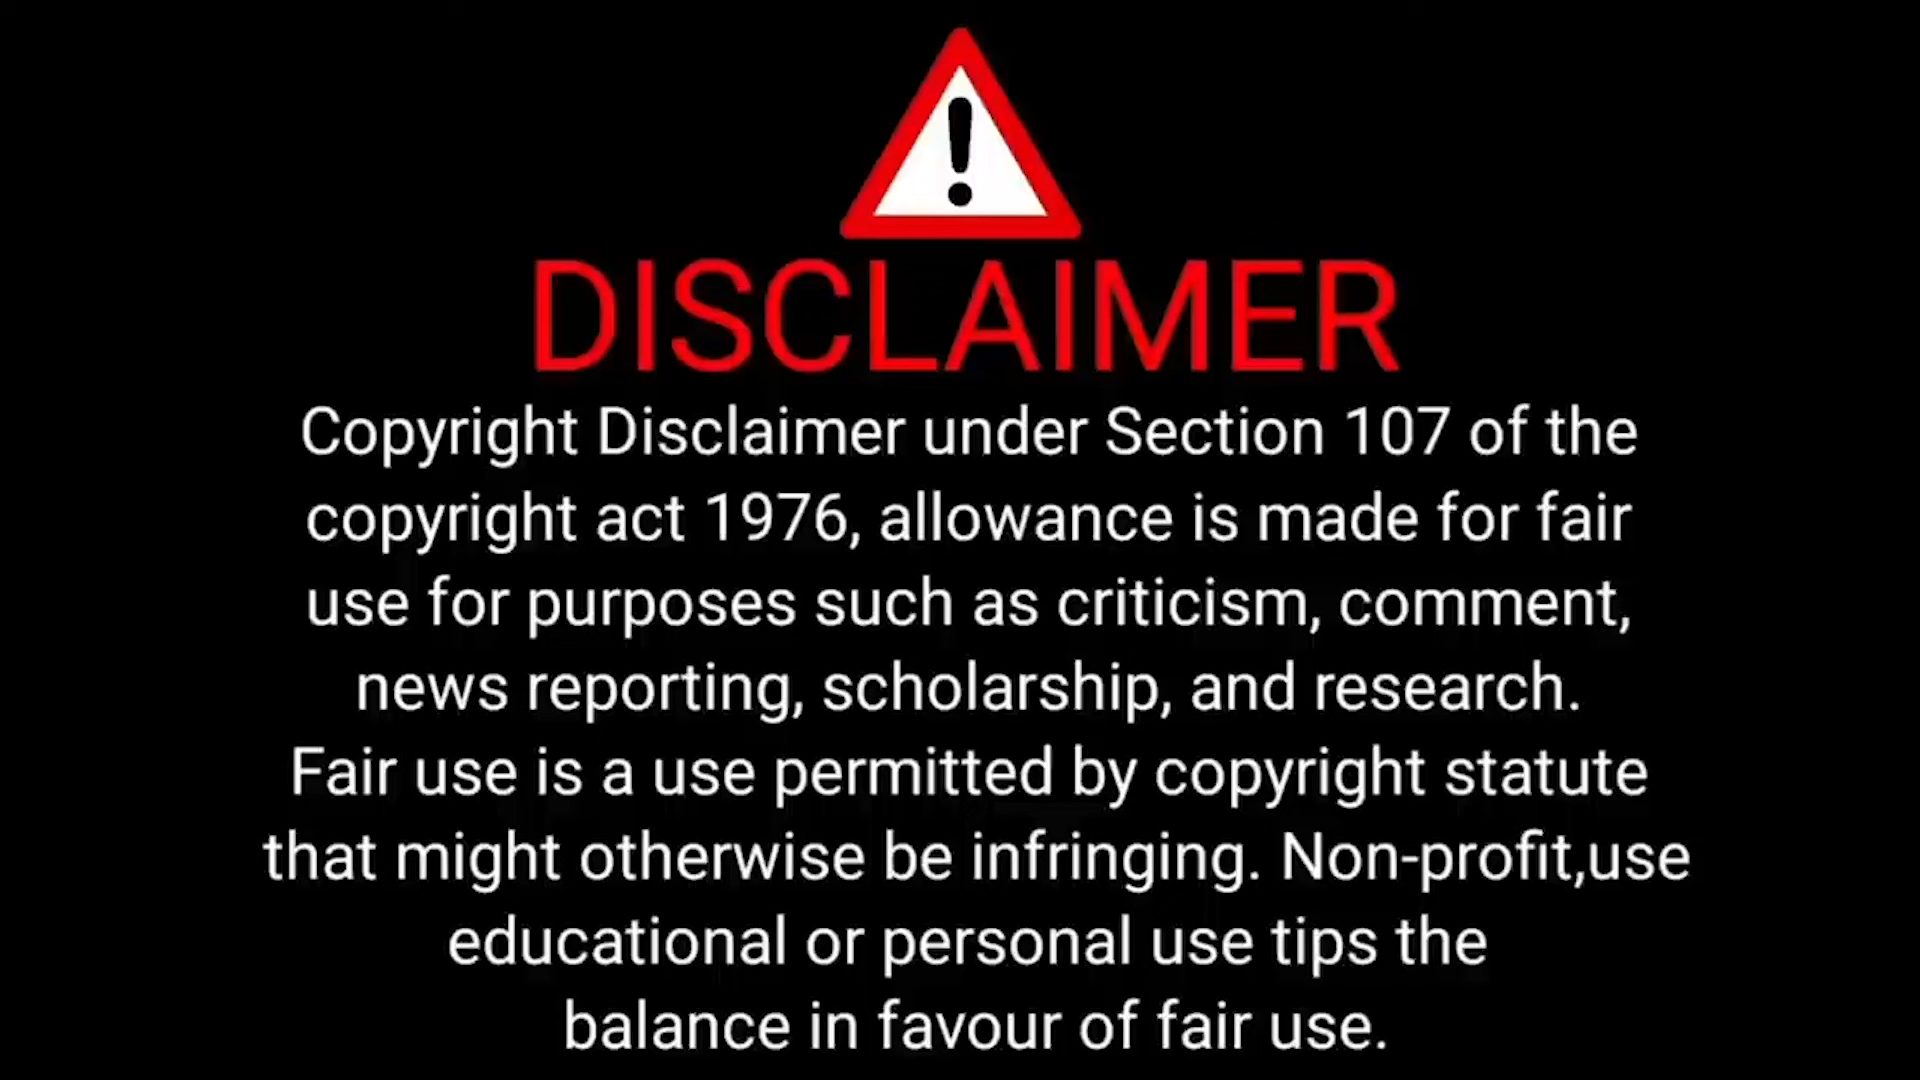 DISCLAIMER
Copyright Disclaimer under Section 107 of the
copyright act 1976, allowance is made for fair
use for purposes such as criticism, comment,
news reporting, scholarship, and research.
Fair use is a use permitted by copyright statute
that might otherwise be infringing. Non-profit,use
educational or personal use tips the
balance in favour of fair use.